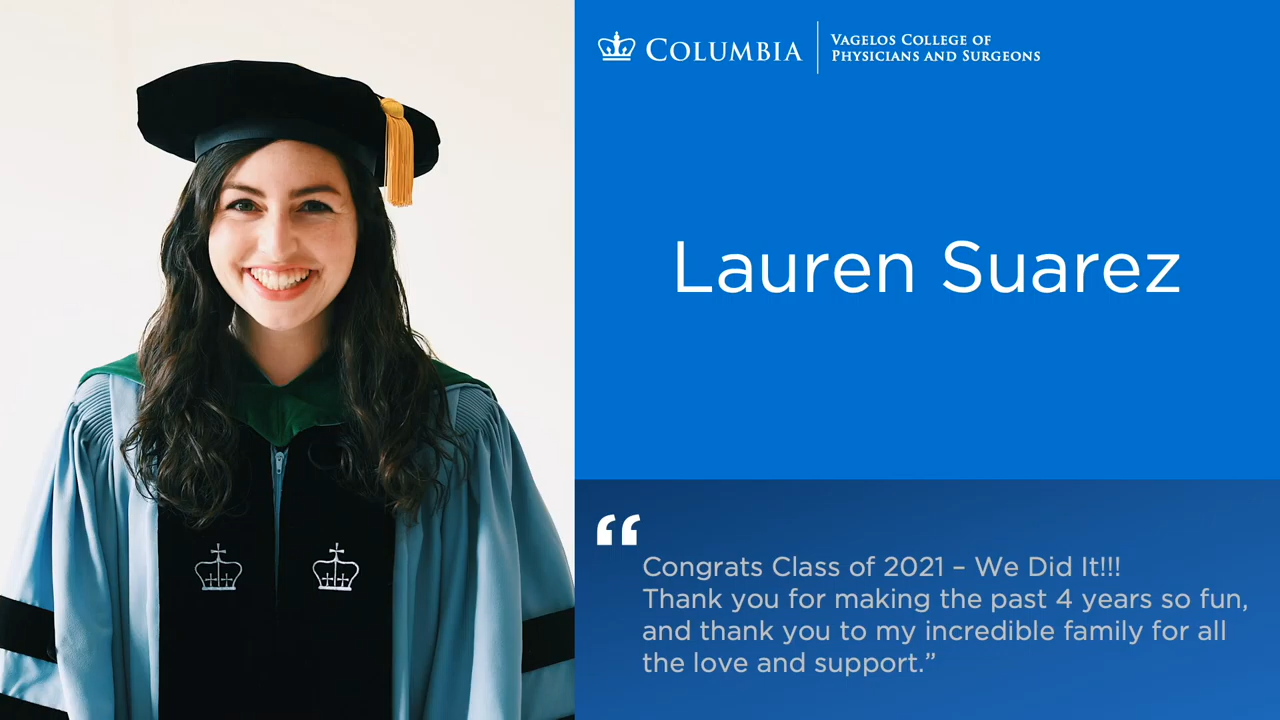 COLUMBIA
VAGELOS COLLEGE OF
PHYSICIANS AND SURGEONS
Lauren Suarez
“
Congrats Class of 2021 – We Did It!!!
Thank you for making the past 4 years so fun,
and thank you to my incredible family for all
the love and support.”